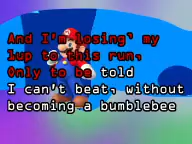 And I'm losing' my
1up to this run,
Only to be told
I can't beat, without
becoming a bumblebee